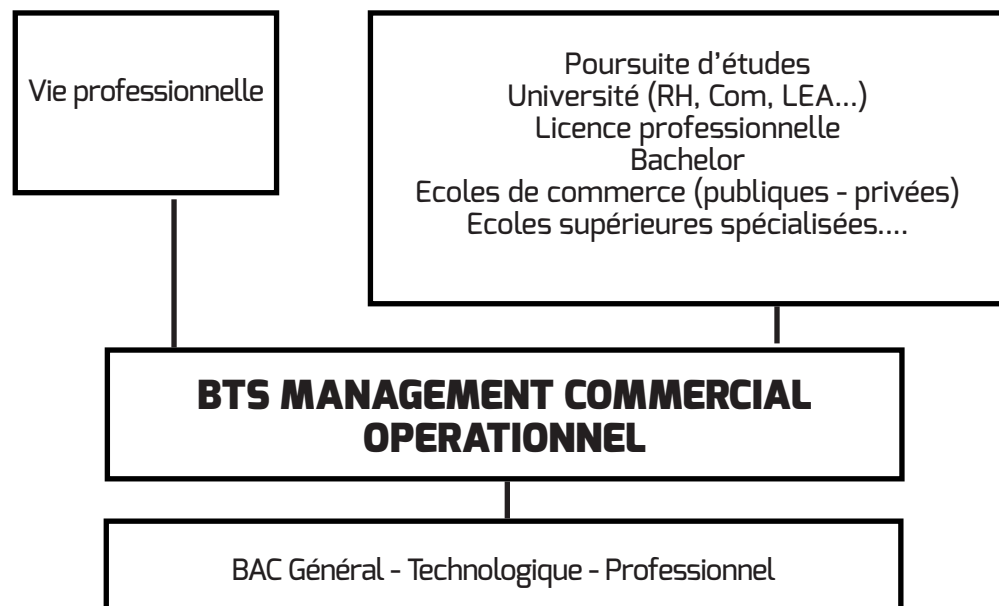 Vie professionnelle
Poursuite d’études
Université (RH, Com, LEA...)
Licence professionnelle
Bachelor
Ecoles de commerce (publiques - privées)
Ecoles supérieures spécialisées....
BTS MANAGEMENT COMMERCIAL
OPERATIONNEL
BAC Général - Technologique - Professionnel